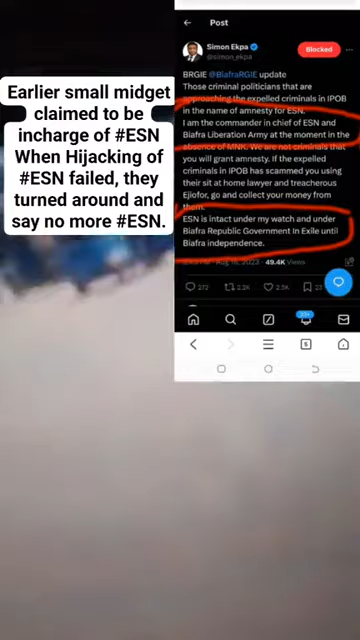 Earlier small midget
claimed to be
incharge of #ESN
When Hijacking of
#ESN failed, they
turned around and
say no more #ESN.
Post
Simon Ekpa
@simon_ekpa
Blocked
BRGIE @BiafraRGIE update
Those criminal politicians that are
approaching the expelled criminals in IPOB
in the name of amnesty for ESN.
I am the commander in chief of ESN and
Biafra Liberation Army at the moment in the
absence of MNK. We are not criminals that
you will grant amnesty. If the expelled
criminals in IPOB has scammed you using
their sit at home lawyer and treacherous
Ejiofor, go and collect your money from
them.
ESN is intact under my watch and under
Biafra Republic Government In Exile until
Biafra independence.
2023 · 49.4K Views
272
2.2K
2.5K
23
20+
5